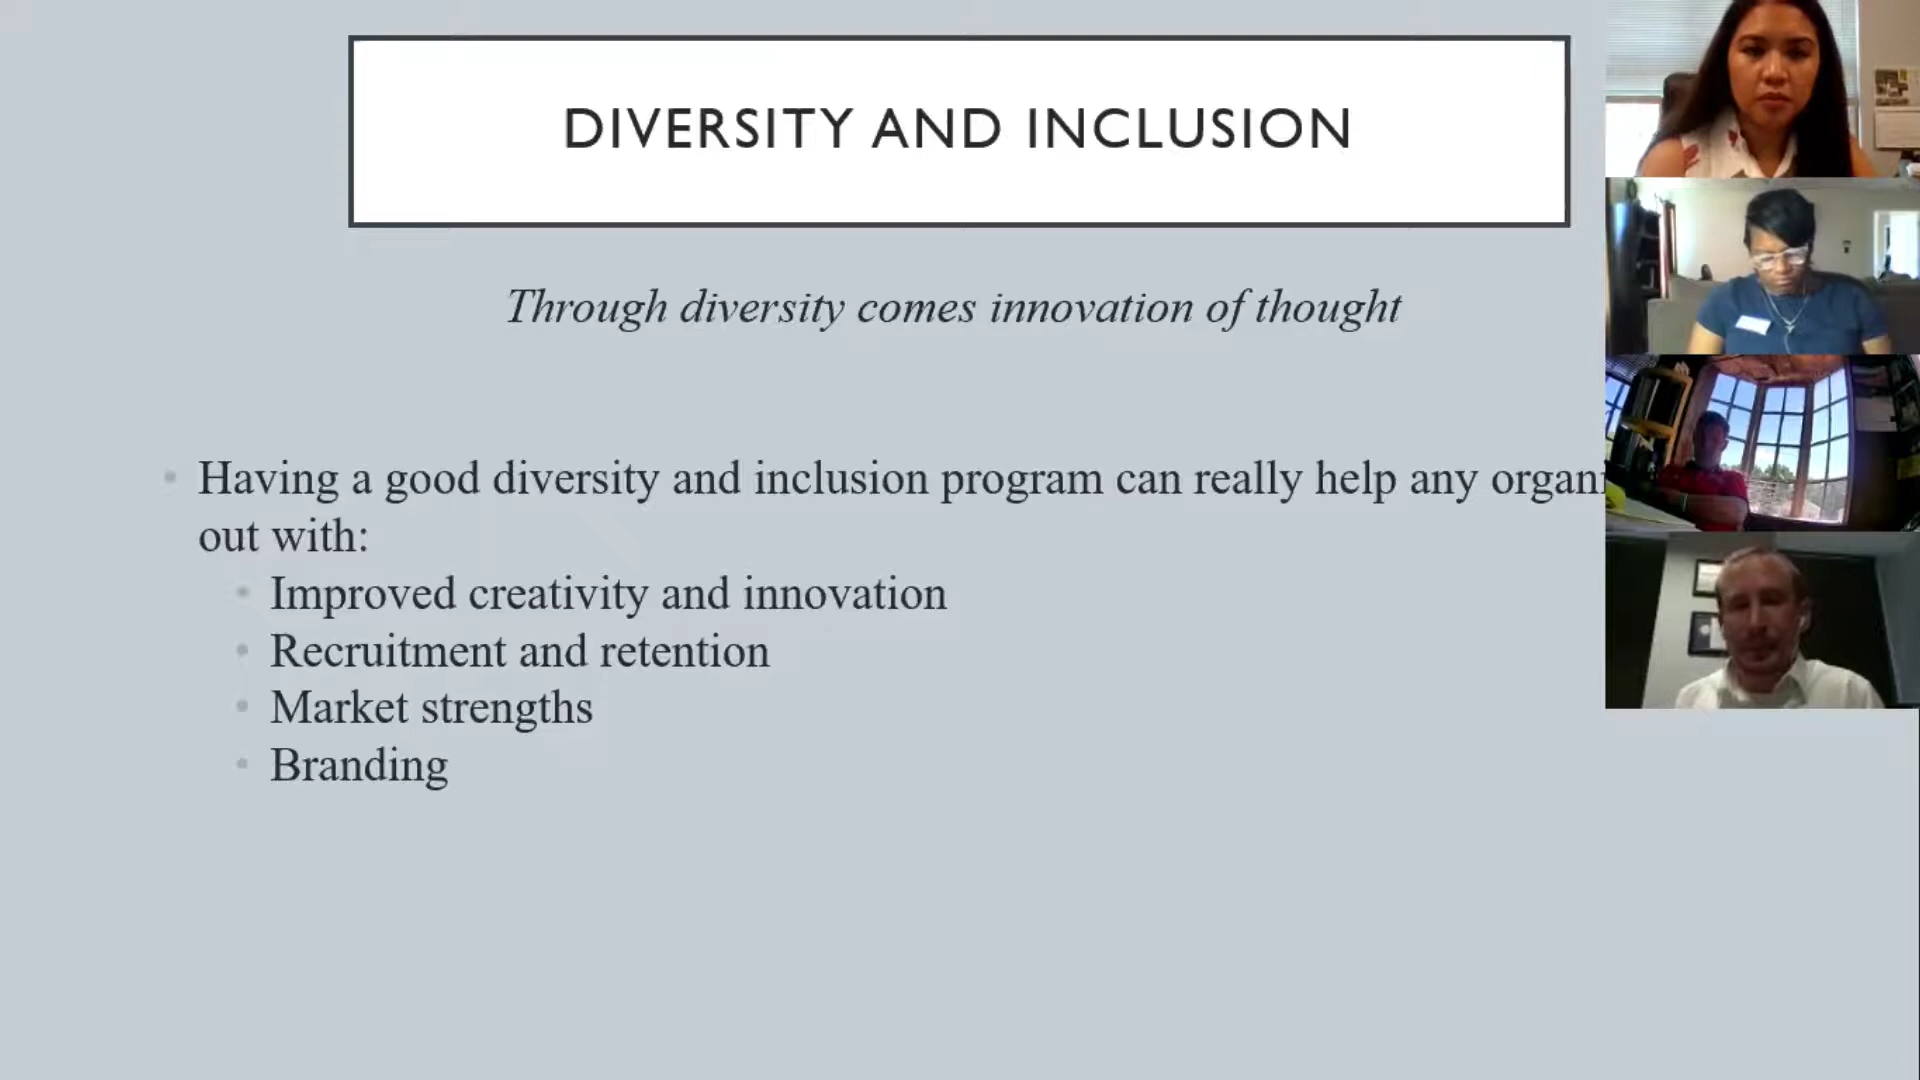 DIVERSITY AND INCLUSION
Through diversity comes innovation of thought
Having a good diversity and inclusion program can really help any
out with:
Improved creativity and innovation
Recruitment and retention
Market strengths
Branding